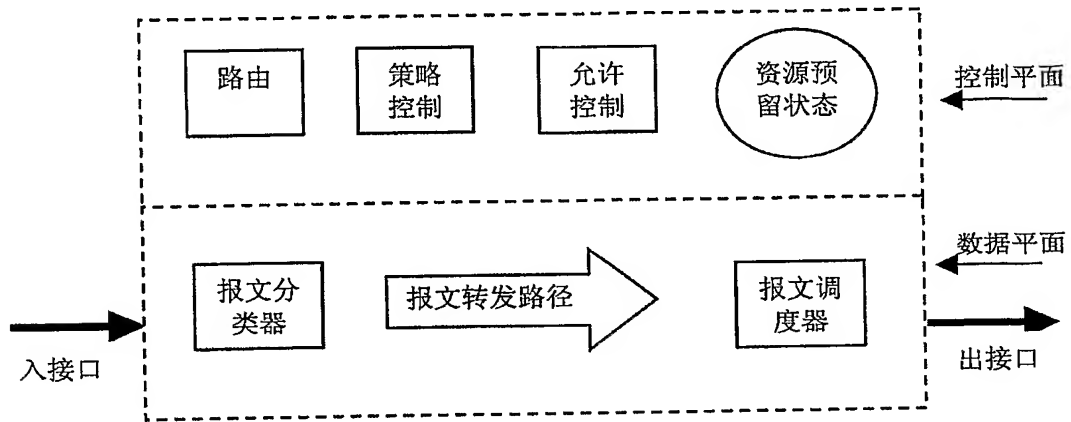 路由
策略
控制
允许
控制
资源预
留状态
控制平面
数据平面
报文分
类器
报文转发路径
报文调
度器
入接口
出接口